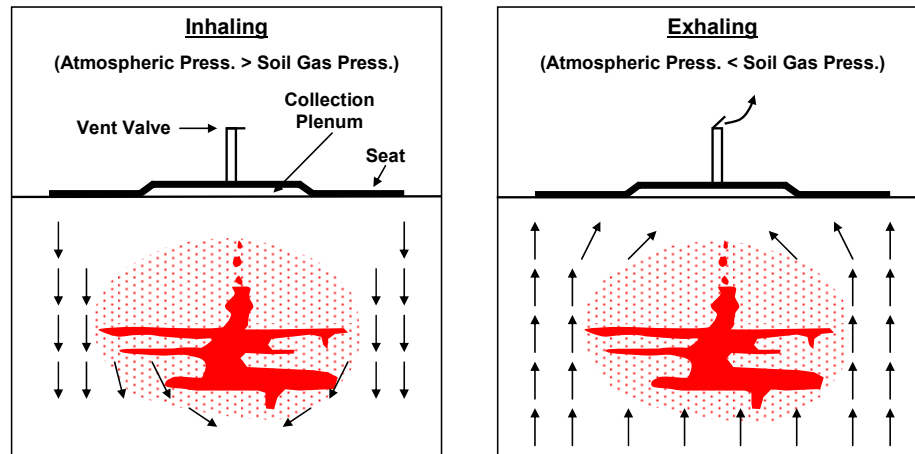 Inhaling
(Atmospheric Press. > Soil Gas Press.)
Collection
Plenum
Vent Valve
Seat
Exhaling
(Atmospheric Press. < Soil Gas Press.)